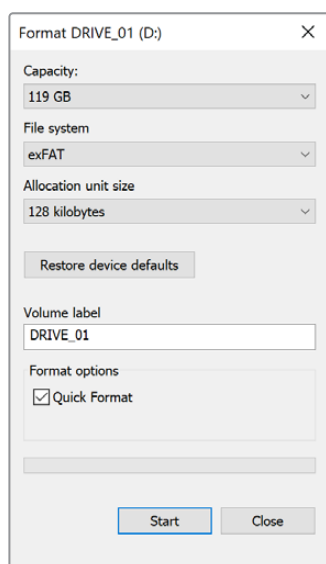 Format DRIVE_01 (D:)
Capacity:
119 GB
File system
exFAT
Allocation unit size
128 kilobytes
Restore device defaults
Volume label
DRIVE_01
Format options
Quick Format
Start Close